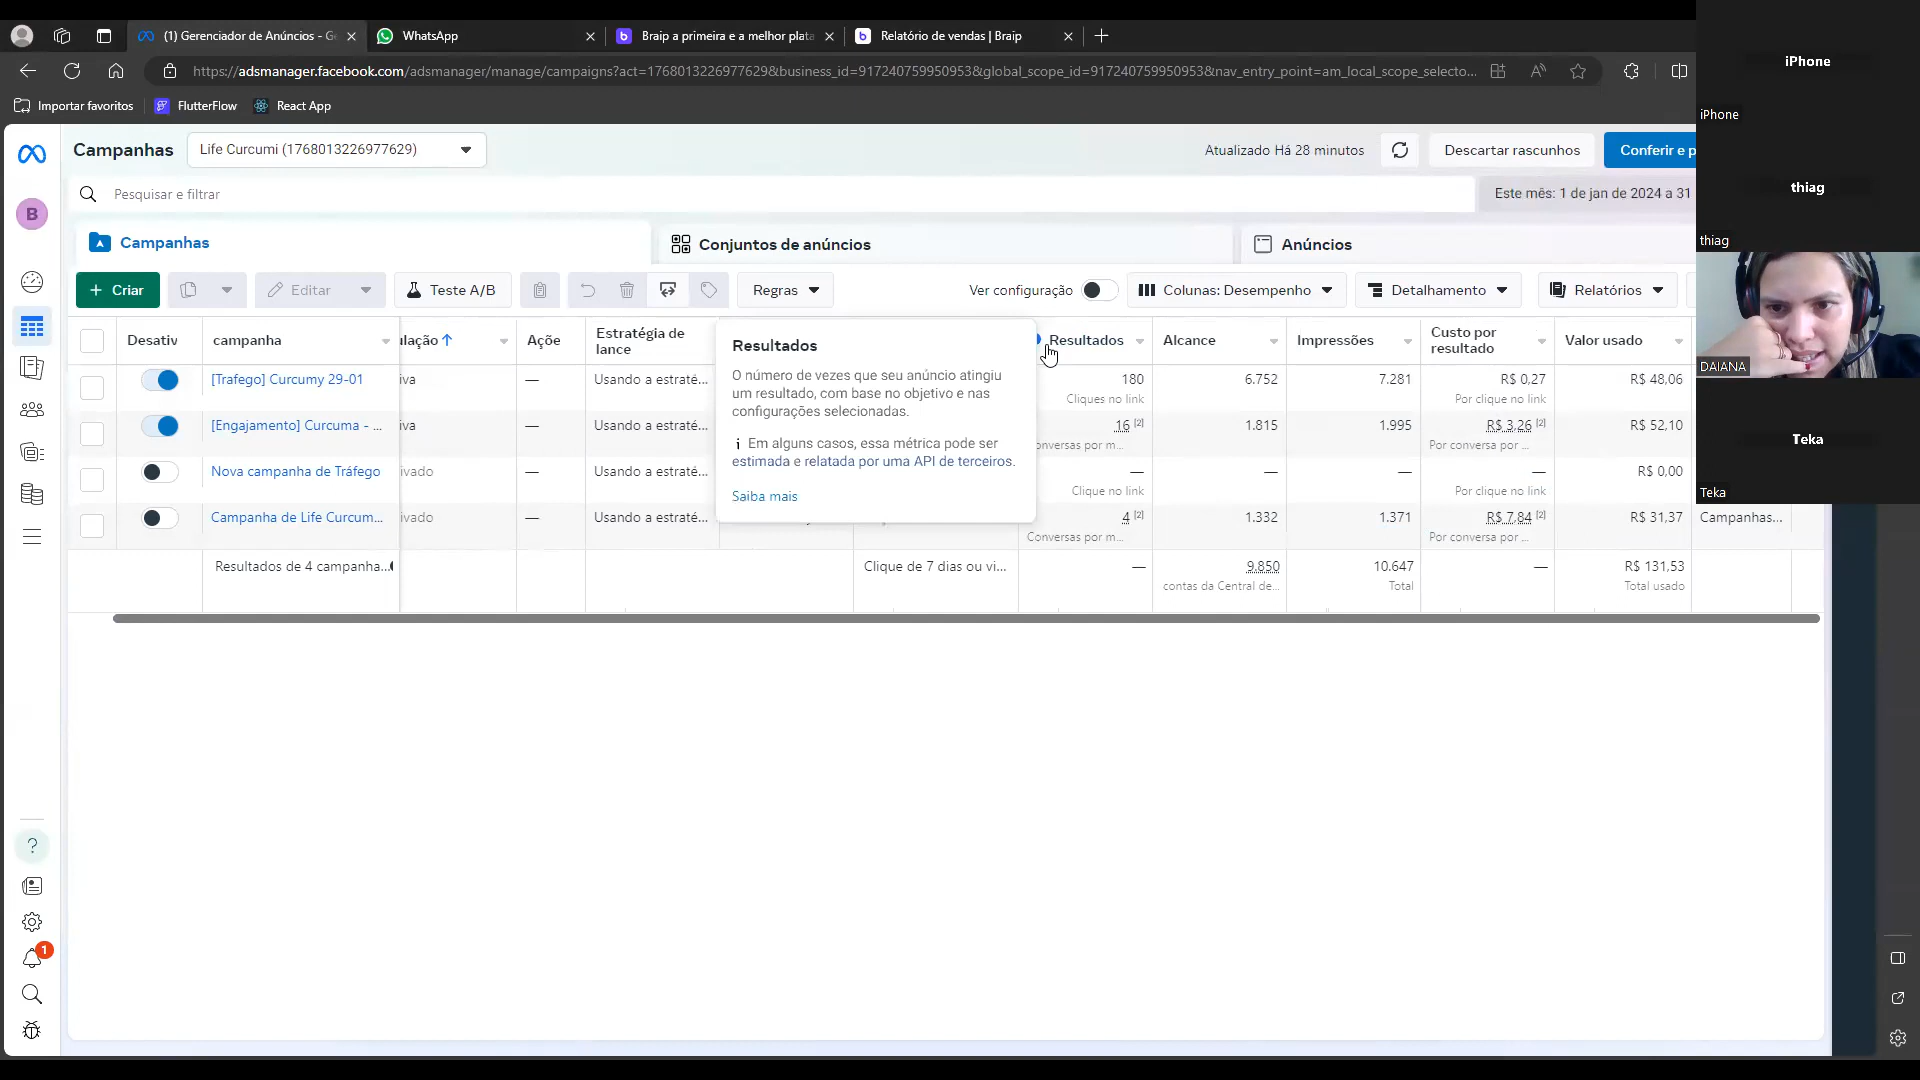 (1) Gerenciador de Anúncios - Ge
WhatsApp
Braip a primeira e a melhor plata
Relatório de vendas | Braip
https://adsmanager.facebook.com/adsmanager/manage/campaigns?act=1768013226977629&business_id=917240759950953&global_scope_id=917240759950953&nav_entry_point=am_local_scope_selecto...
Importar favoritos
FlutterFlow
React App
Campanhas
Life Curcumi (1768013226977629)
Atualizado Há 28 minutos
Descartar rascunhos
Conferir e p
B
Pesquisar e filtrar
Este mês: 1 de jan de 2024 a 31
Campanhas
Conjuntos de anúncios
Anúncios
+ Criar
Editar
Teste A/B
Regras
Ver configuração
Colunas: Desempenho
Detalhamento
Relatórios
Desativ
campanha
ulação
Açõe
Estratégia de
lance
Resultados
Alcance
Impressões
Custo por
resultado
Valor usado
[Trafego] Curcumy 29-01
iva
—
Usando a estraté...
180
Cliques no link
6.752
7.281
R$ 0,27
Por clique no link
R$ 48,06
[Engajamento] Curcuma - ...
iva
—
Usando a estraté...
16 [2]
onversas por m...
1.815
1.995
R$ 3,26 [2]
Por conversa por ...
R$ 52,10
Nova campanha de Tráfego
ivado
—
Usando a estraté...
—
Clique no link
—
—
—
Por clique no link
R$ 0,00
Campanha de Life Curcum...
ivado
—
Usando a estraté...
4 [2]
Conversas por m...
1.332
1.371
R$ 7,84 [2]
Por conversa por ...
R$ 31,37
Campanhas...
Resultados de 4 campanha...
Clique de 7 dias ou vi...
—
9.850
contas da Central de...
10.647
Total
—
R$ 131,53
Total usado
Resultados
O número de vezes que seu anúncio atingiu
um resultado, com base no objetivo e nas
configurações selecionadas.
i Em alguns casos, essa métrica pode ser
estimada e relatada por uma API de terceiros.
Saiba mais
?
1
iPhone
iPhone
thiag
thiag
DAIANA
Teka
Teka